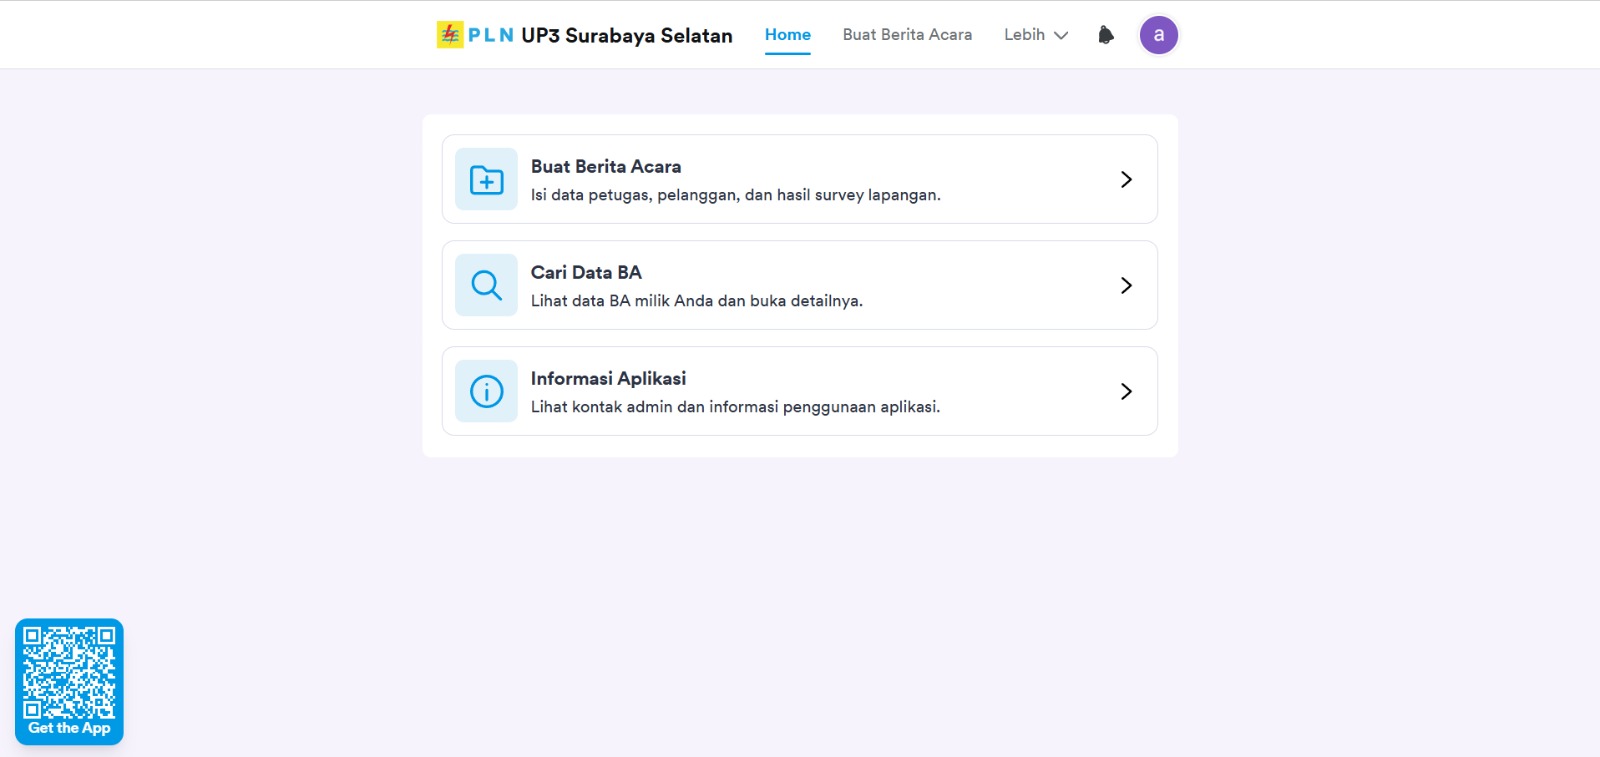 PLN UP3 Surabaya Selatan
Home
Buat Berita Acara
Lebih
a
Buat Berita Acara
Isi data petugas, pelanggan, dan hasil survey lapangan.
Cari Data BA
Lihat data BA milik Anda dan buka detailnya.
Informasi Aplikasi
Lihat kontak admin dan informasi penggunaan aplikasi.
Get the App